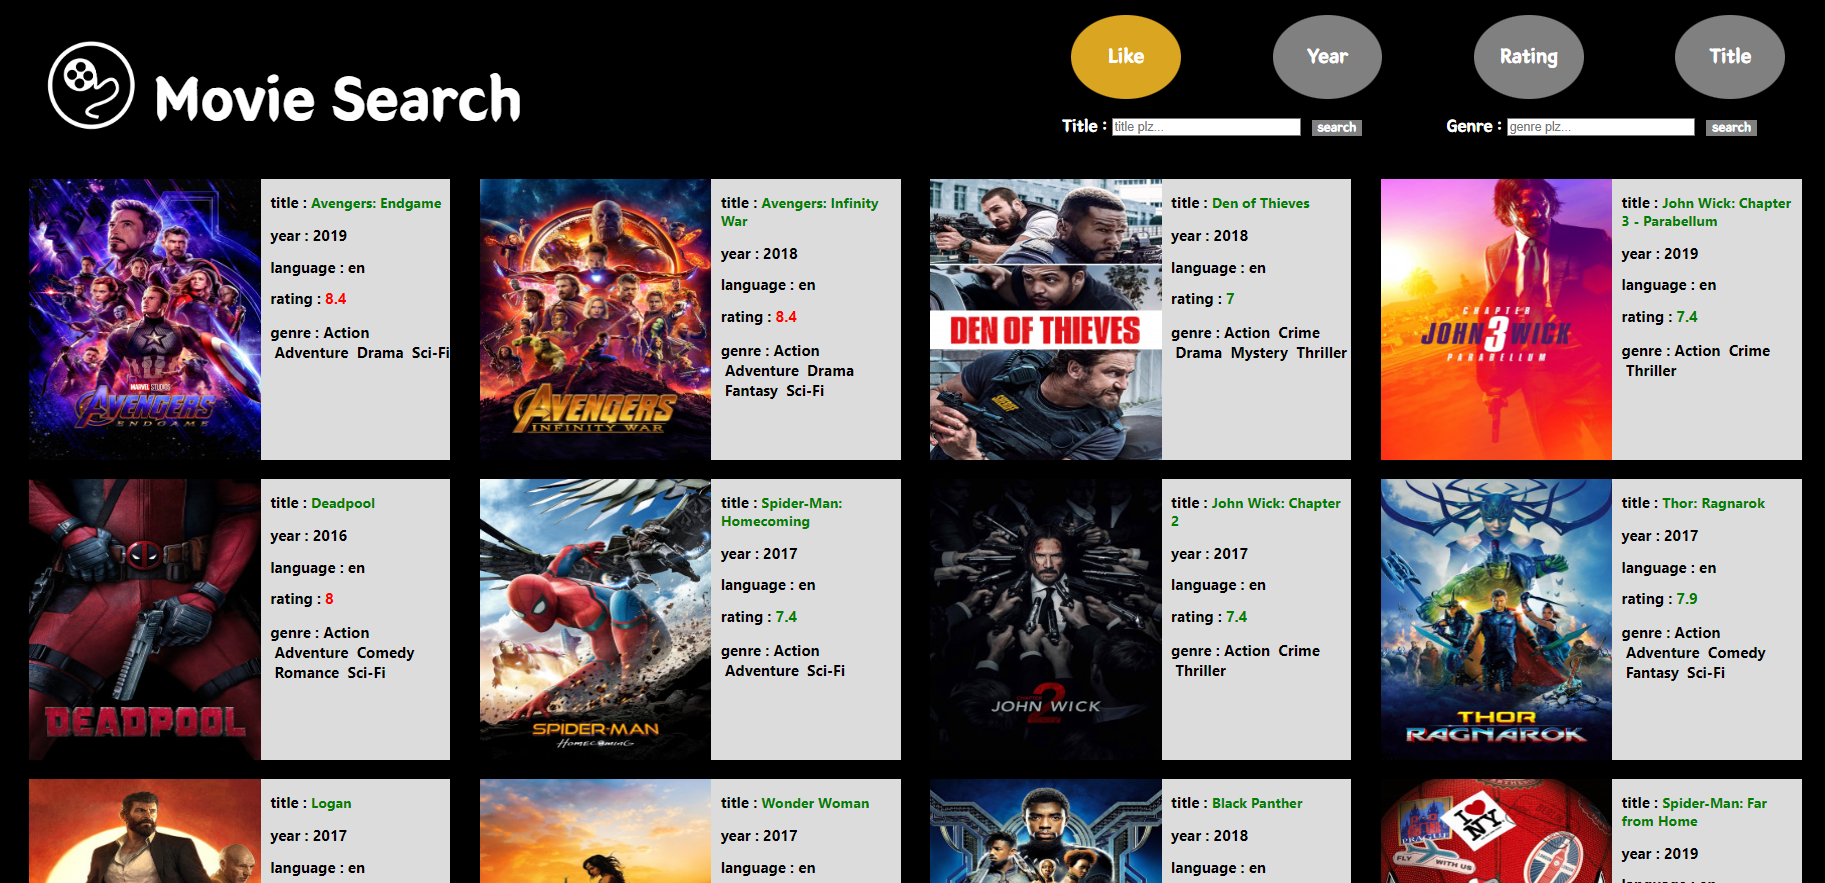 Movie Search
Like
Year
Rating
Title
Title : title plz... search
Genre : genre plz... search
MARVEL STUDIOS
AVENGERS
ENDGAME
title : Avengers: Endgame
year : 2019
language : en
rating : 8.4
genre : Action
Adventure Drama Sci-Fi
AVENGERS
INFINITY WAR
title : Avengers: Infinity
War
year : 2018
language : en
rating : 8.4
genre : Action
Adventure Drama
Fantasy Sci-Fi
DEN OF THIEVES
SHERIFF
title : Den of Thieves
year : 2018
language : en
rating : 7
genre : Action Crime
Drama Mystery Thriller
CHAPTER
JOHN 3 WICK
PARABELLUM
title : John Wick: Chapter
3 - Parabellum
year : 2019
language : en
rating : 7.4
genre : Action Crime
Thriller
DEADPOOL
title : Deadpool
year : 2016
language : en
rating : 8
genre : Action
Adventure Comedy
Romance Sci-Fi
SPIDER-MAN
HOMECOMING
title : Spider-Man:
Homecoming
year : 2017
language : en
rating : 7.4
genre : Action
Adventure Sci-Fi
CHAPTER
JOHN 2 WICK
title : John Wick: Chapter
2
year : 2017
language : en
rating : 7.4
genre : Action Crime
Thriller
THOR
RAGNAROK
title : Thor: Ragnarok
year : 2017
language : en
rating : 7.9
genre : Action
Adventure Comedy
Fantasy Sci-Fi
title : Logan
year : 2017
language : en
title : Wonder Woman
year : 2017
language : en
title : Black Panther
year : 2018
language : en
PRAGUE
I
NY
FLY WITH US
title : Spider-Man: Far
from Home
year : 2019